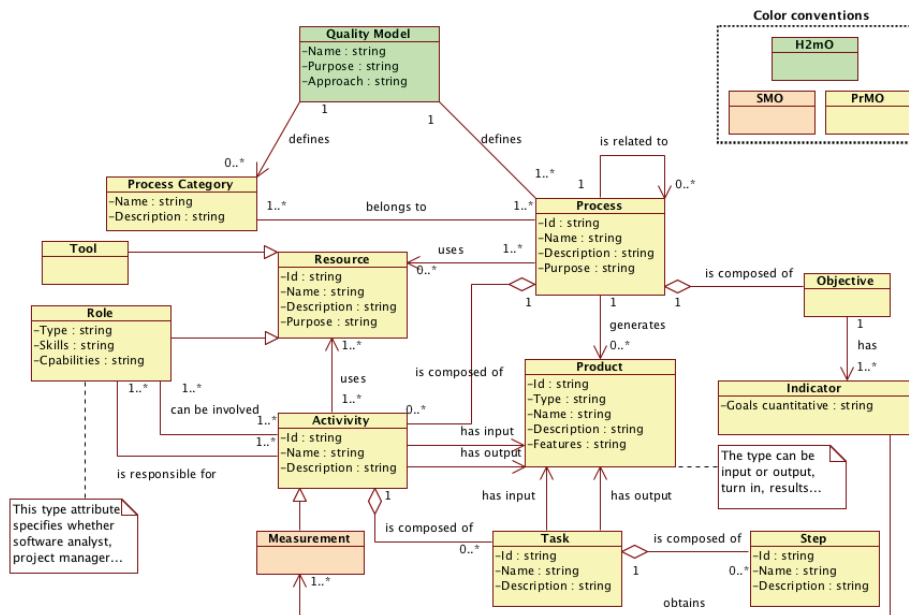 Color conventions
H2mO
SMO
PrMO
Quality Model
-Name : string
-Purpose : string
-Approach : string
1
1
defines
defines
0..*
1..*
is related to
1
0..*
Process Category
-Name : string
-Description : string
1..*
belongs to
1..*
Process
-Id : string
-Name : string
-Description : string
-Purpose : string
Tool
Resource
-Id : string
-Name : string
-Description : string
-Purpose : string
uses
1..*
0..*
is composed of
1
Objective
1
1
1
generates
0..*
has
1..*
Role
-Type : string
-Skills : string
-Cpabilities : string
1..*
1..*
1..*
uses
1..*
is composed of
0..*
can be involved
1..*
1..*
is responsible for
Product
-Id : string
-Type : string
-Name : string
-Description : string
-Features : string
Indicator
-Goals cuantitative : string
Activivity
-Id : string
-Name : string
-Description : string
has input
has output
The type can be
input or output,
turn in, results...
has input
has output
1
This type attribute
specifies whether
software analyst,
project manager...
is composed of
0..*
Measurement
1..*
Task
-Id : string
-Name : string
-Description : string
is composed of
1
0..*
Step
-Id : string
-Name : string
-Description : string
obtains